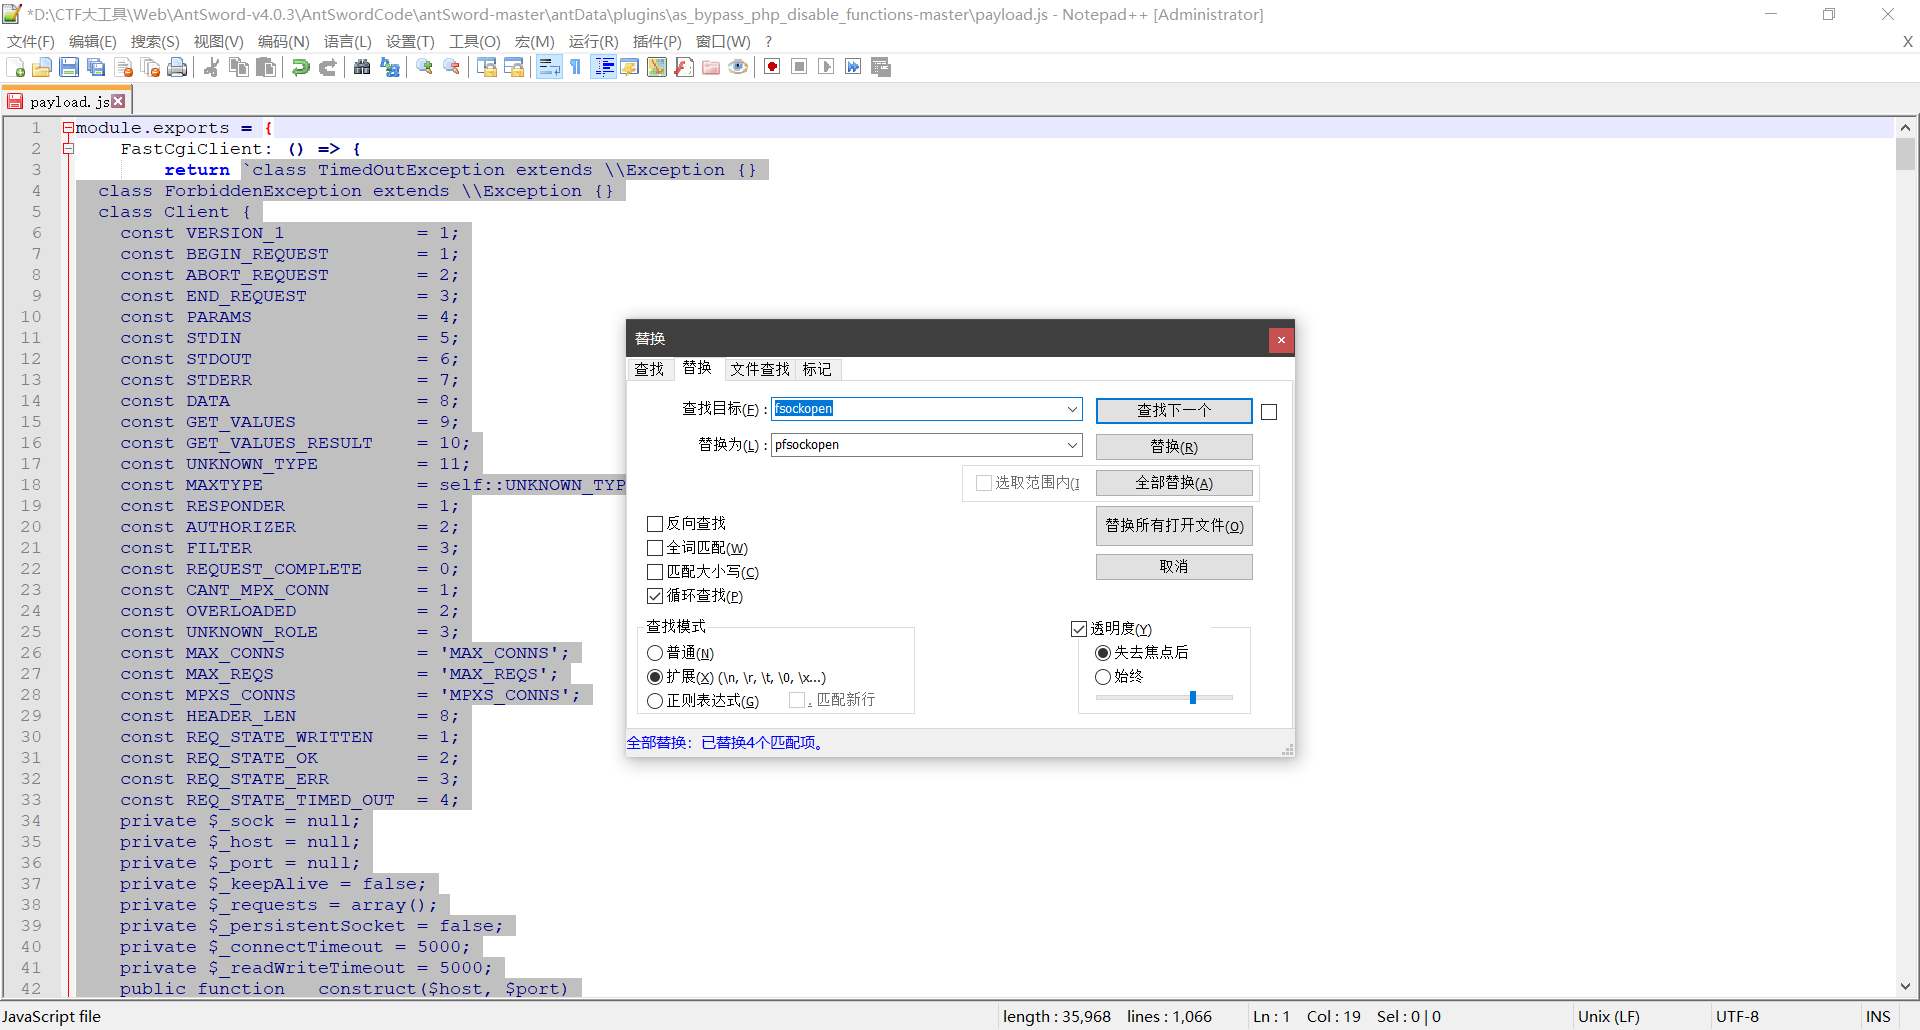 *D:\CTF大工具\Web\AntSword-v4.0.3\AntSwordCode\antSword-master\antData\plugins\as_bypass_php_disable_functions-master\payload.js - Notepad++ [Administrator]
文件(F) 编辑(E) 搜索(S) 视图(V) 编码(N) 语言(L) 设置(T) 工具(O) 宏(M) 运行(R) 插件(P) 窗口(W) ? X
payload.js
1 module.exports = {
2 FastCgiClient: () => {
3 return `class TimedOutException extends \\Exception {}
4 class ForbiddenException extends \\Exception {}
5 class Client {
6 const VERSION_1 = 1;
7 const BEGIN_REQUEST = 1;
8 const ABORT_REQUEST = 2;
9 const END_REQUEST = 3;
10 const PARAMS = 4;
11 const STDIN = 5;
12 const STDOUT = 6;
13 const STDERR = 7;
14 const DATA = 8;
15 const GET_VALUES = 9;
16 const GET_VALUES_RESULT = 10;
17 const UNKNOWN_TYPE = 11;
18 const MAXTYPE = self::UNKNOWN_TYP
19 const RESPONDER = 1;
20 const AUTHORIZER = 2;
21 const FILTER = 3;
22 const REQUEST_COMPLETE = 0;
23 const CANT_MPX_CONN = 1;
24 const OVERLOADED = 2;
25 const UNKNOWN_ROLE = 3;
26 const MAX_CONNS = 'MAX_CONNS';
27 const MAX_REQS = 'MAX_REQS';
28 const MPXS_CONNS = 'MPXS_CONNS';
29 const HEADER_LEN = 8;
30 const REQ_STATE_WRITTEN = 1;
31 const REQ_STATE_OK = 2;
32 const REQ_STATE_ERR = 3;
33 const REQ_STATE_TIMED_OUT = 4;
34 private $_sock = null;
35 private $_host = null;
36 private $_port = null;
37 private $_keepAlive = false;
38 private $_requests = array();
39 private $_persistentSocket = false;
40 private $_connectTimeout = 5000;
41 private $_readWriteTimeout = 5000;
42 public function __construct($host, $port)
替换
查找 替换 文件查找 标记
查找目标(F) : fsockopen 查找下一个
替换为(L) : pfsockopen 替换(R)
选取范围内(I 全部替换(A)
替换所有打开文件(O)
取消
反向查找
全词匹配(W)
匹配大小写(C)
循环查找(P)
查找模式
普通(N)
扩展(X) (\n, \r, \t, \0, \x...)
正则表达式(G) . 匹配新行
透明度(Y)
失去焦点后
始终
全部替换: 已替换4个匹配项。
JavaScript file length : 35,968 lines : 1,066 Ln : 1 Col : 19 Sel : 0 | 0 Unix (LF) UTF-8 INS